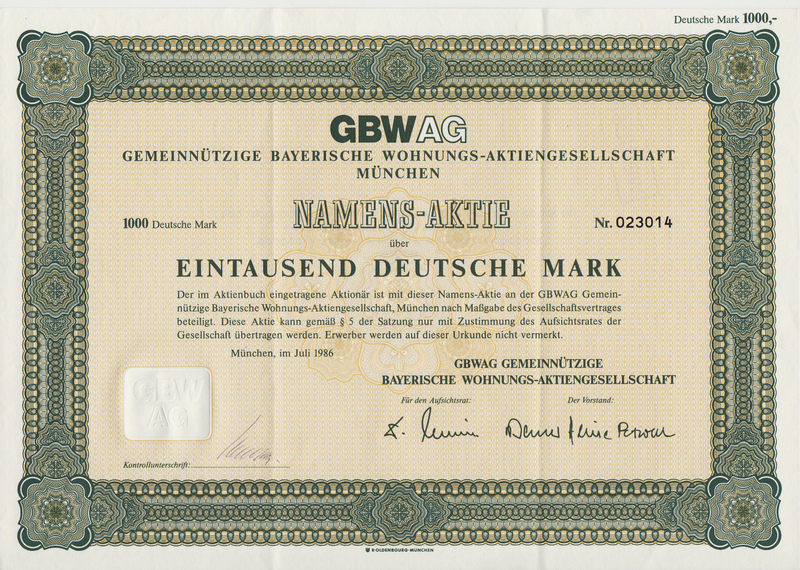 Deutsche Mark 1000,-
GBWAG
GEMEINNÜTZIGE BAYERISCHE WOHNUNGS-AKTIENGESELLSCHAFT
MÜNCHEN
NAMENS-AKTIE
1000 Deutsche Mark
Nr. 023014
über
EINTAUSEND DEUTSCHE MARK
Der im Aktienbuch eingetragene Aktionär ist mit dieser Namens-Aktie an der GBWAG Gemein-
nützige Bayerische Wohnungs-Aktiengesellschaft, München nach Maßgabe des Gesellschaftsvertrages
beteiligt. Diese Aktie kann gemäß § 5 der Satzung nur mit Zustimmung des Aufsichtsrates der
Gesellschaft übertragen werden. Erwerber werden auf dieser Urkunde nicht vermerkt.
München, im Juli 1986
GBWAG GEMEINNÜTZIGE
BAYERISCHE WOHNUNGS-AKTIENGESELLSCHAFT
Für den Aufsichtsrat:
Der Vorstand:
GBW
AG
Kontrollunterschrift:
R·OLDENBOURG·MÜNCHEN